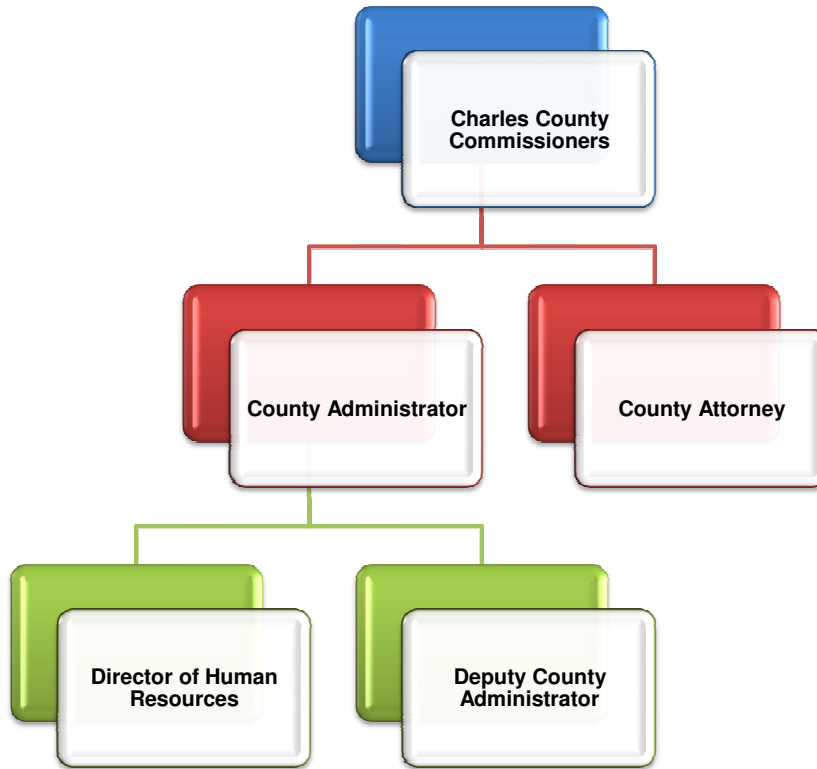 Charles County
Commissioners
County Administrator
County Attorney
Director of Human
Resources
Deputy County
Administrator